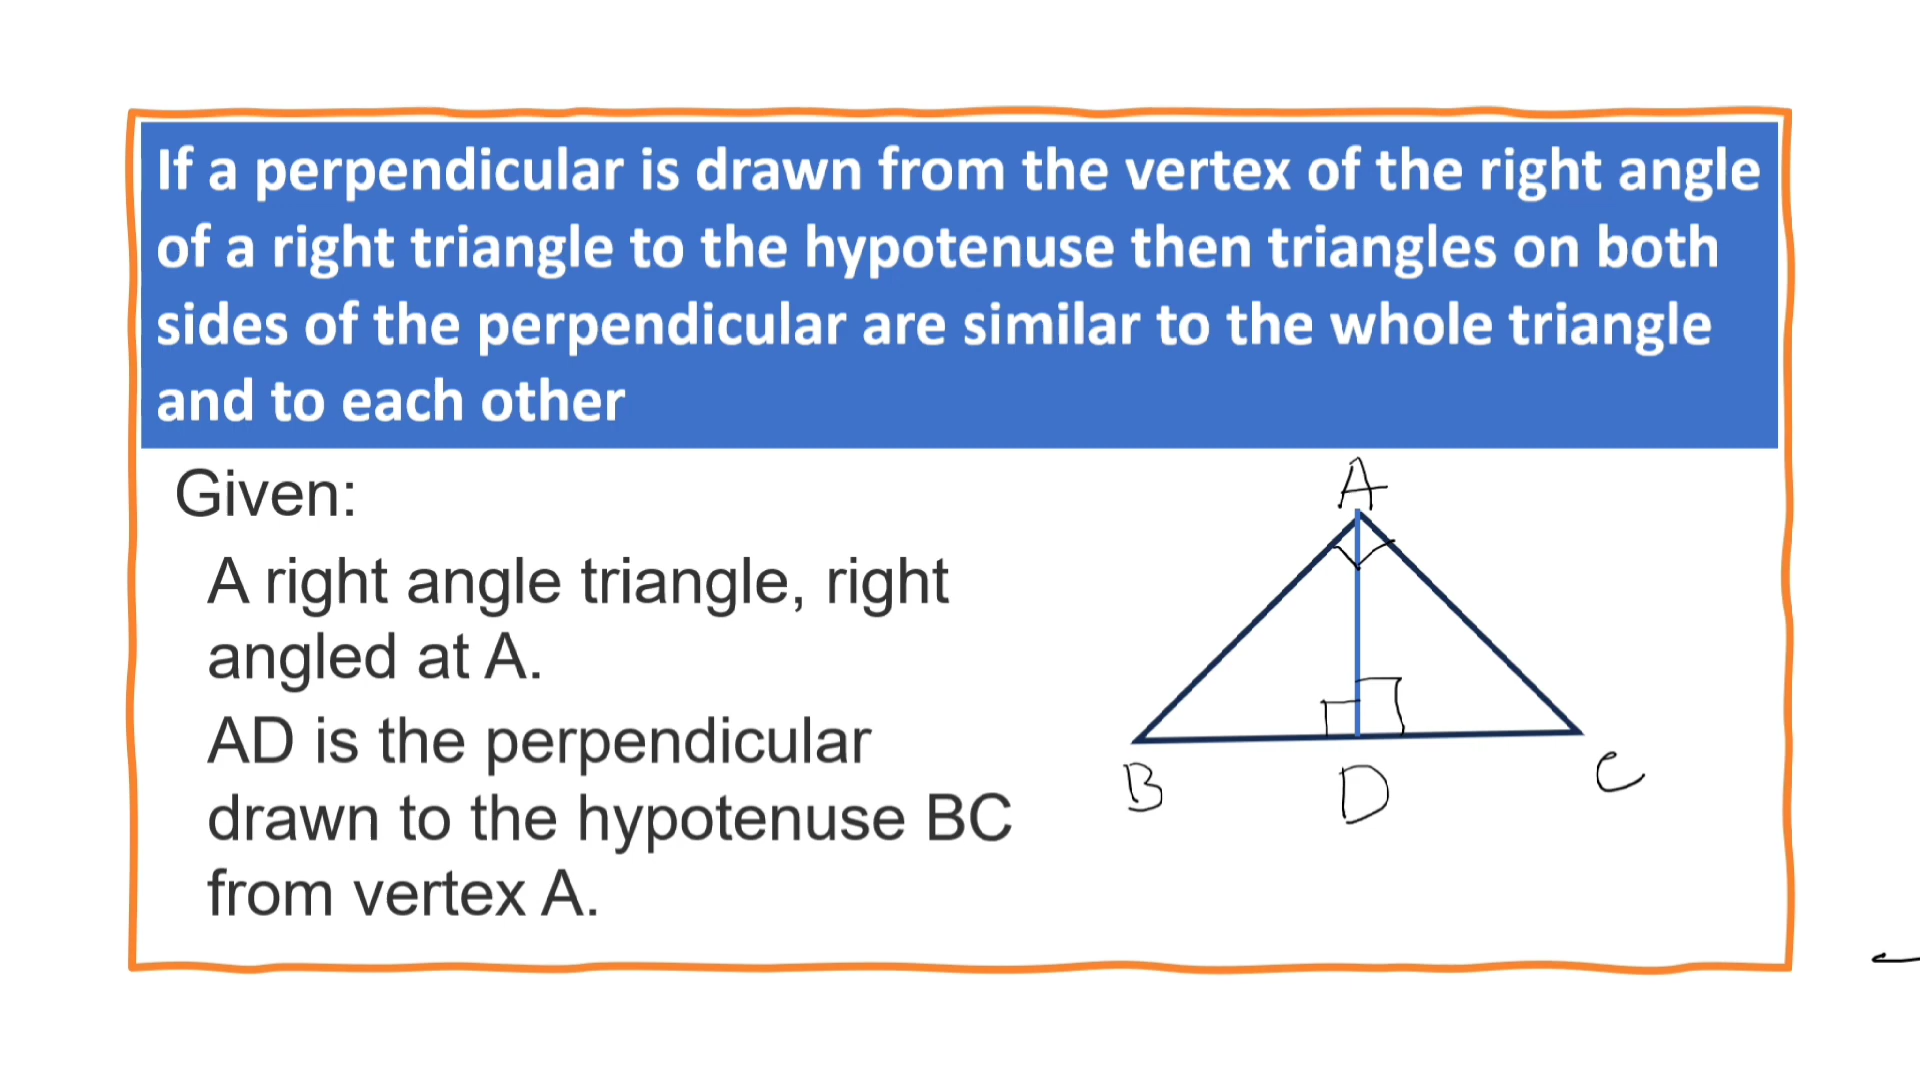 If a perpendicular is drawn from the vertex of the right angle
of a right triangle to the hypotenuse then triangles on both
sides of the perpendicular are similar to the whole triangle
and to each other
Given:
A right angle triangle, right
angled at A.
AD is the perpendicular
drawn to the hypotenuse BC
from vertex A.
A
B
D
C